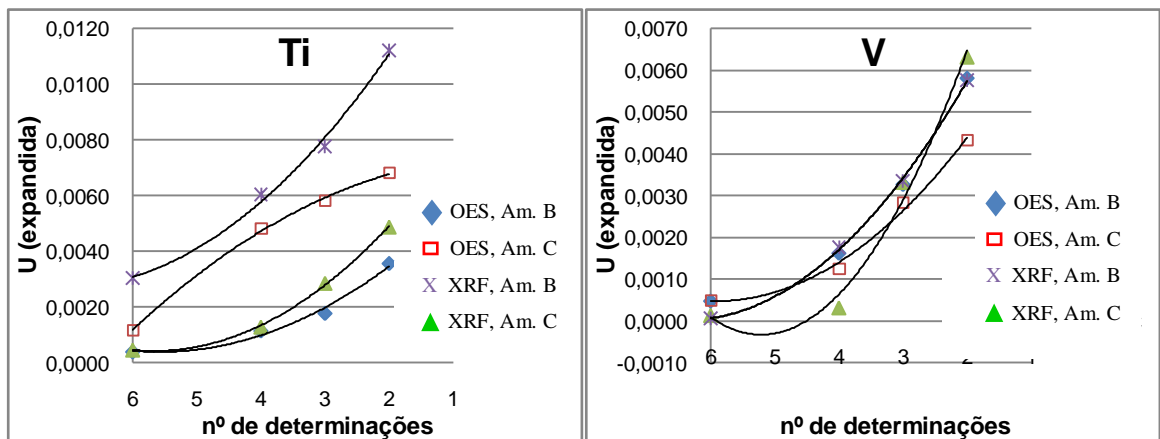 Ti
U (expandida)
0,0120
0,0100
0,0080
0,0060
0,0040
0,0020
0,0000
6 5 4 3 2 1
nº de determinações
OES, Am. B
OES, Am. C
XRF, Am. B
XRF, Am. C
V
U (expandida)
0,0070
0,0060
0,0050
0,0040
0,0030
0,0020
0,0010
0,0000
-0,0010
6 5 4 3
nº de determinações
OES, Am. B
OES, Am. C
XRF, Am. B
XRF, Am. C